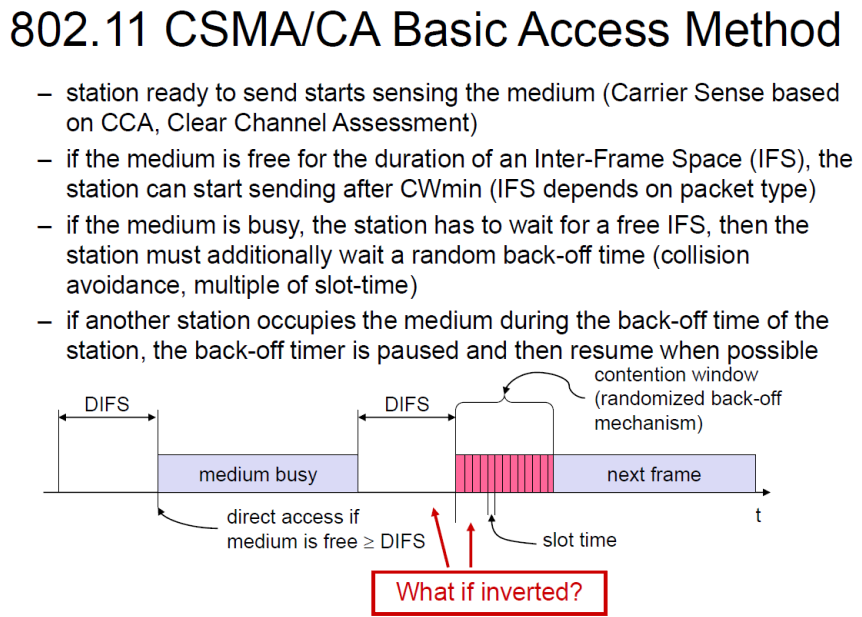 802.11 CSMA/CA Basic Access Method
– station ready to send starts sensing the medium (Carrier Sense based
on CCA, Clear Channel Assessment)
– if the medium is free for the duration of an Inter-Frame Space (IFS), the
station can start sending after CWmin (IFS depends on packet type)
– if the medium is busy, the station has to wait for a free IFS, then the
station must additionally wait a random back-off time (collision
avoidance, multiple of slot-time)
– if another station occupies the medium during the back-off time of the
station, the back-off timer is paused and then resume when possible
contention window
(randomized back-off
mechanism)
DIFS
DIFS
medium busy
next frame
direct access if
medium is free ≥ DIFS
slot time
t
What if inverted?